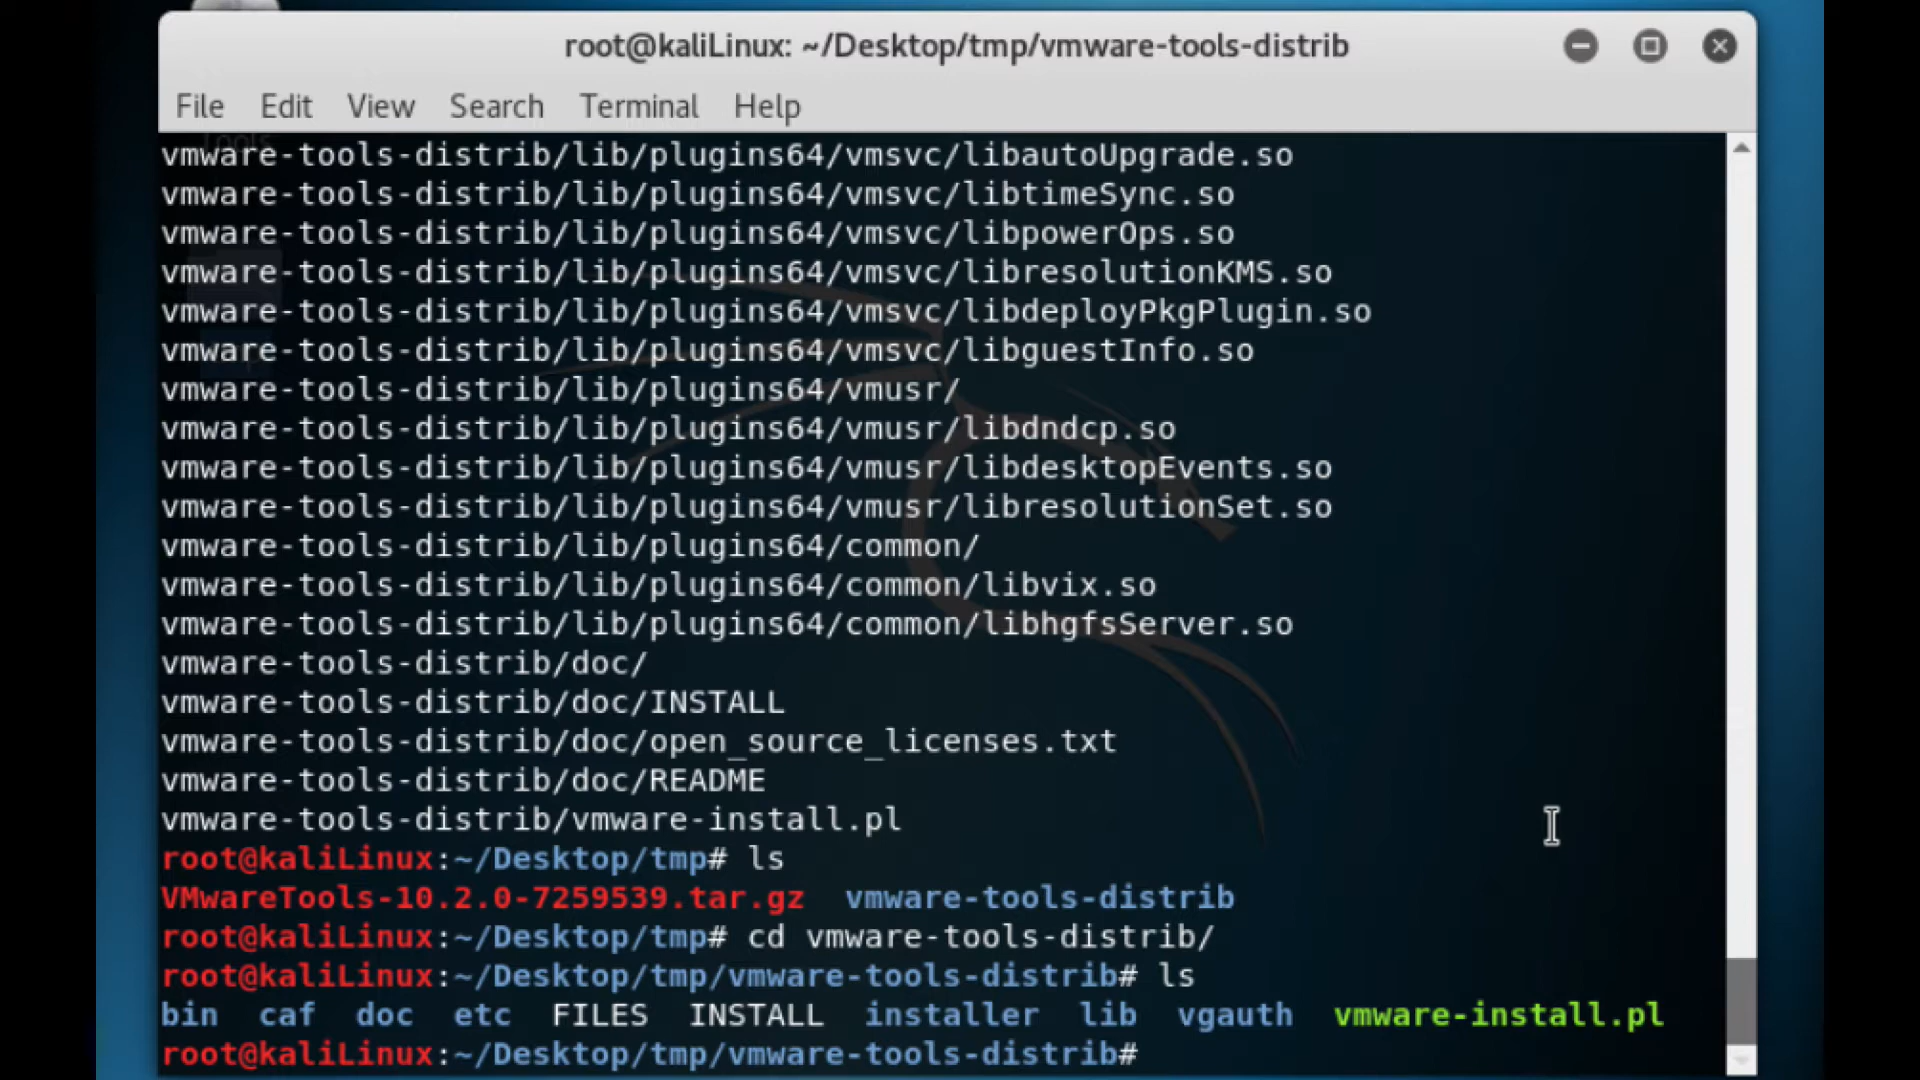 root@kaliLinux: ~/Desktop/tmp/vmware-tools-distrib
File Edit View Search Terminal Help
vmware-tools-distrib/lib/plugins64/vmsvc/libautoUpgrade.so
vmware-tools-distrib/lib/plugins64/vmsvc/libtimeSync.so
vmware-tools-distrib/lib/plugins64/vmsvc/libpowerOps.so
vmware-tools-distrib/lib/plugins64/vmsvc/libresolutionKMS.so
vmware-tools-distrib/lib/plugins64/vmsvc/libdeployPkgPlugin.so
vmware-tools-distrib/lib/plugins64/vmsvc/libguestInfo.so
vmware-tools-distrib/lib/plugins64/vmusr/
vmware-tools-distrib/lib/plugins64/vmusr/libdndcp.so
vmware-tools-distrib/lib/plugins64/vmusr/libdesktopEvents.so
vmware-tools-distrib/lib/plugins64/vmusr/libresolutionSet.so
vmware-tools-distrib/lib/plugins64/common/
vmware-tools-distrib/lib/plugins64/common/libvix.so
vmware-tools-distrib/lib/plugins64/common/libhgfsServer.so
vmware-tools-distrib/doc/
vmware-tools-distrib/doc/INSTALL
vmware-tools-distrib/doc/open_source_licenses.txt
vmware-tools-distrib/doc/README
vmware-tools-distrib/vmware-install.pl
root@kaliLinux:~/Desktop/tmp# ls
VMwareTools-10.2.0-7259539.tar.gz vmware-tools-distrib
root@kaliLinux:~/Desktop/tmp# cd vmware-tools-distrib/
root@kaliLinux:~/Desktop/tmp/vmware-tools-distrib# ls
bin caf doc etc FILES INSTALL installer lib vgauth vmware-install.pl
root@kaliLinux:~/Desktop/tmp/vmware-tools-distrib#